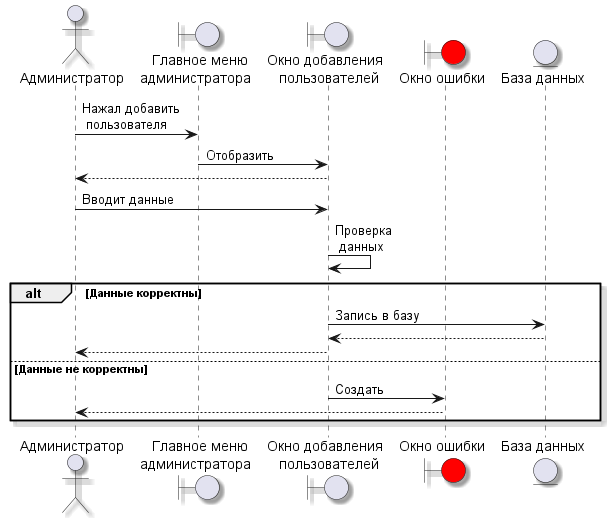 Администратор
Главное меню
администратора
Окно добавления
пользователей
Окно ошибки
База данных
Нажал добавить
пользователя
Отобразить
Вводит данные
Проверка
данных
alt
[Данные корректны]
Запись в базу
[Данные не корректны]
Создать
Администратор
Главное меню
администратора
Окно добавления
пользователей
Окно ошибки
База данных